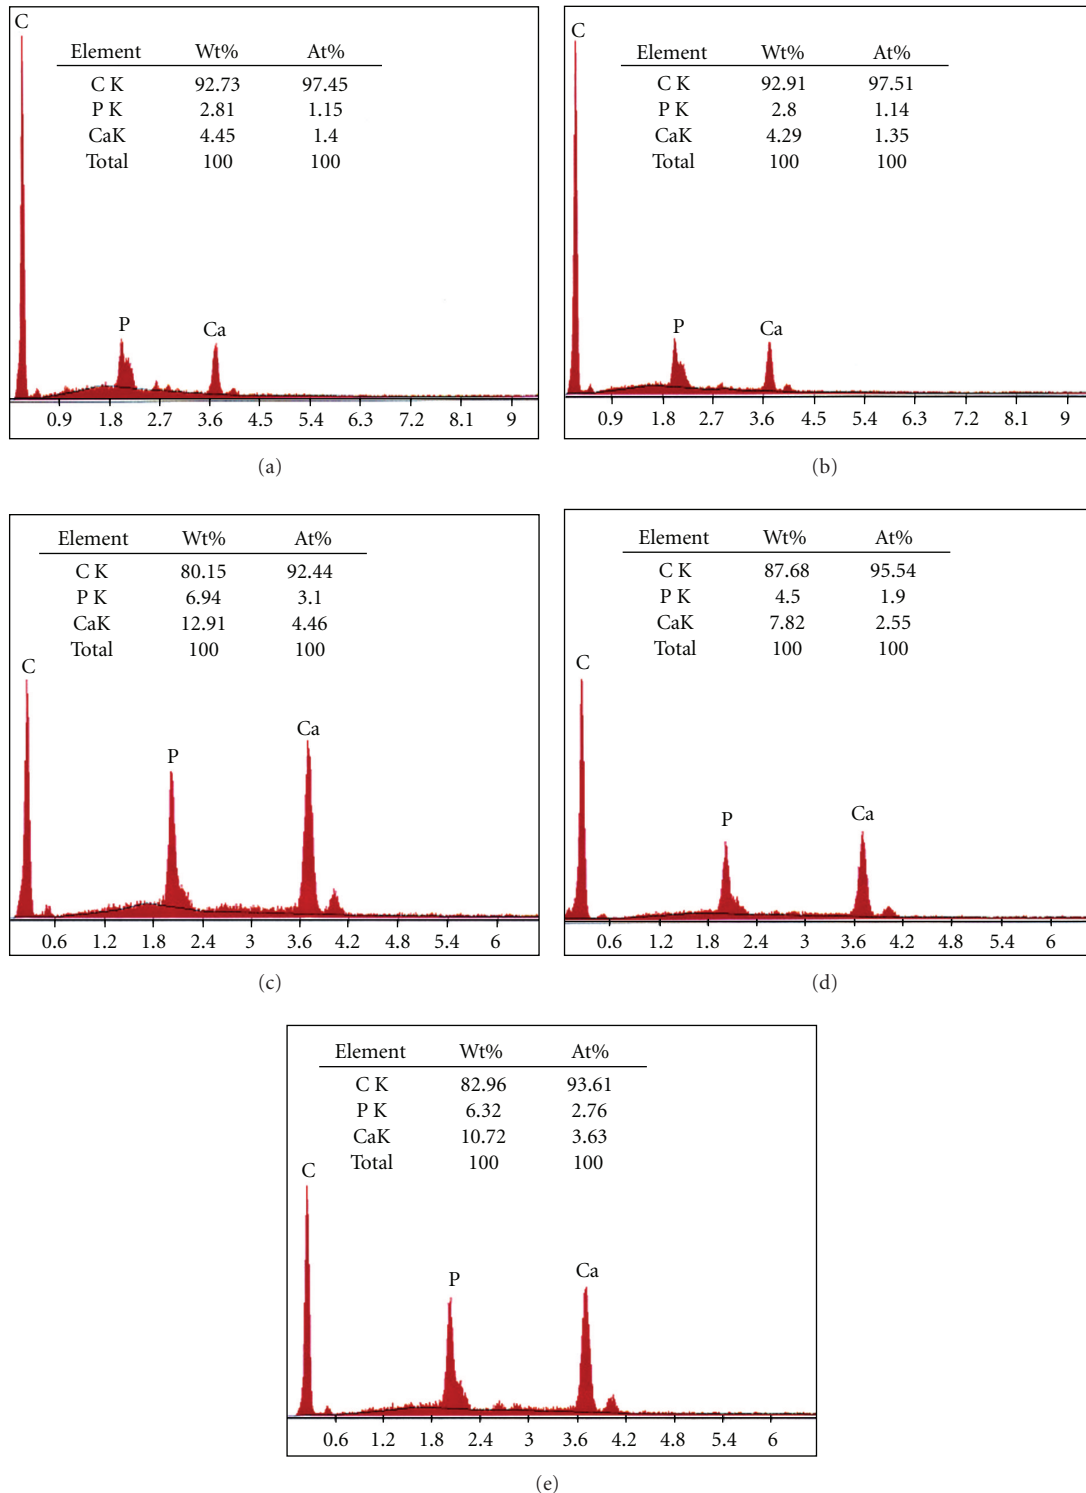 C
Element Wt% At%
C K 92.73 97.45
P K 2.81 1.15
CaK 4.45 1.4
Total 100 100
P
Ca
0.9 1.8 2.7 3.6 4.5 5.4 6.3 7.2 8.1 9
(a)
C
Element Wt% At%
C K 92.91 97.51
P K 2.8 1.14
CaK 4.29 1.35
Total 100 100
P
Ca
0.9 1.8 2.7 3.6 4.5 5.4 6.3 7.2 8.1 9
(b)
Element Wt% At%
C K 80.15 92.44
P K 6.94 3.1
CaK 12.91 4.46
Total 100 100
C
P
Ca
0.6 1.2 1.8 2.4 3 3.6 4.2 4.8 5.4 6
(c)
Element Wt% At%
C K 87.68 95.54
P K 4.5 1.9
CaK 7.82 2.55
Total 100 100
C
P
Ca
0.6 1.2 1.8 2.4 3 3.6 4.2 4.8 5.4 6
(d)
Element Wt% At%
C K 82.96 93.61
P K 6.32 2.76
CaK 10.72 3.63
Total 100 100
C
P
Ca
0.6 1.2 1.8 2.4 3 3.6 4.2 4.8 5.4 6
(e)